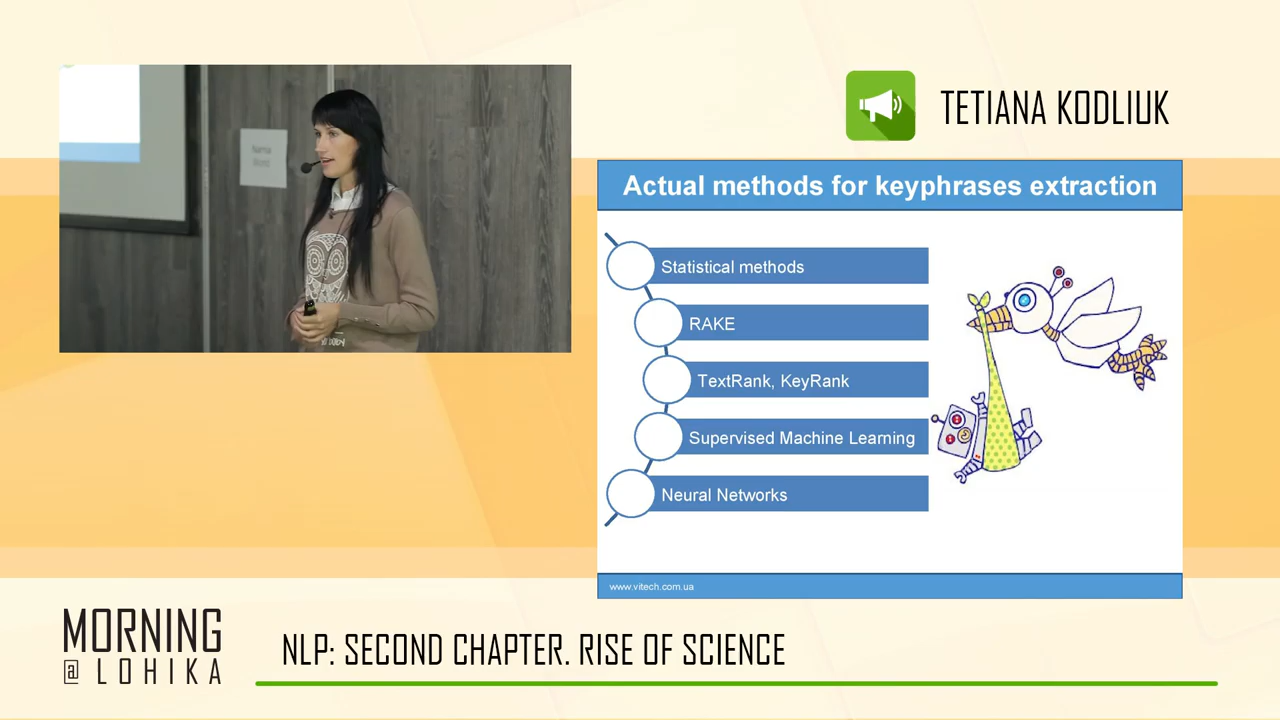 TETIANA KODLIUK
Actual methods for keyphrases extraction
Statistical methods
RAKE
TextRank, KeyRank
Supervised Machine Learning
Neural Networks
www.vitech.com.ua
MORNING
@ LOHIKA
NLP: SECOND CHAPTER. RISE OF SCIENCE